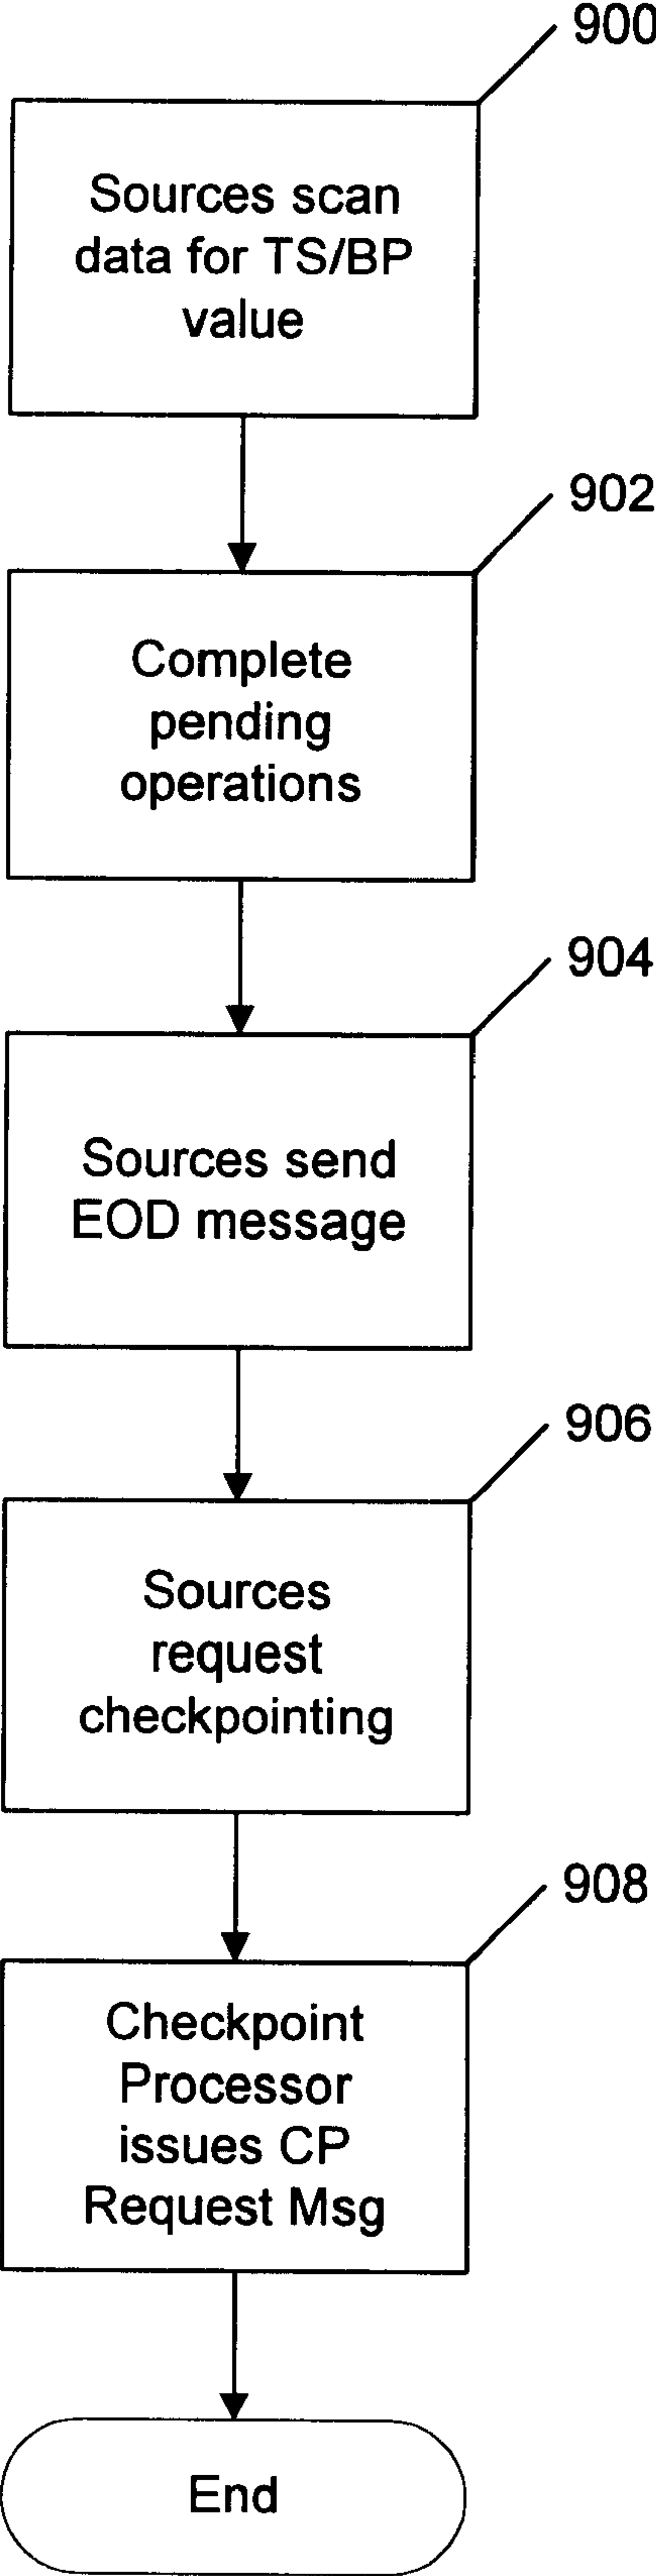 900
Sources scan
data for TS/BP
value
902
Complete
pending
operations
904
Sources send
EOD message
906
Sources
request
checkpointing
908
Checkpoint
Processor
issues CP
Request Msg
End